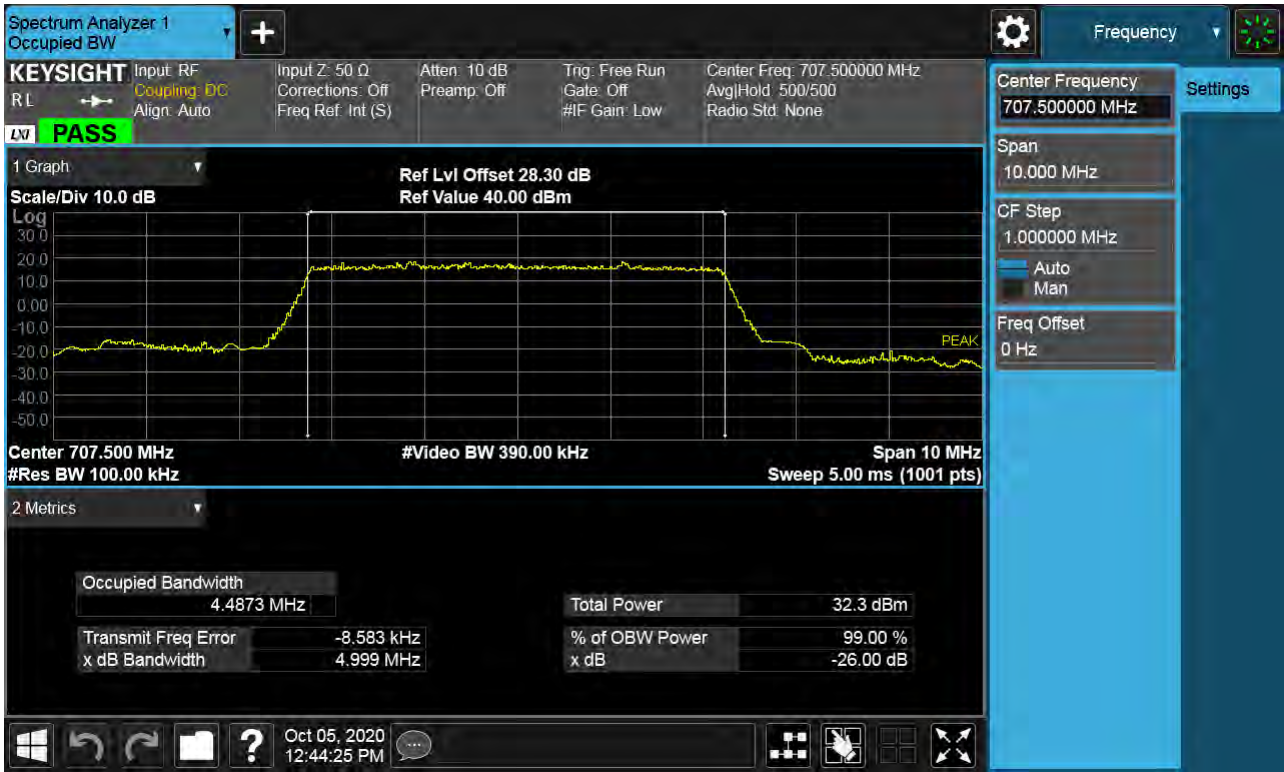 Spectrum Analyzer 1
Occupied BW
Frequency
KEYSIGHT
RL
LXI
PASS
Input: RF
Coupling: DC
Align: Auto
Input Z: 50 Ω
Corrections: Off
Freq Ref: Int (S)
Atten: 10 dB
Preamp: Off
Trig: Free Run
Gate: Off
#IF Gain: Low
Center Freq: 707.500000 MHz
Avg|Hold: 500/500
Radio Std: None
Center Frequency
707.500000 MHz
Settings
Span
10.000 MHz
CF Step
1.000000 MHz
Auto
Man
Freq Offset
0 Hz
1 Graph
Scale/Div 10.0 dB
Ref Lvl Offset 28.30 dB
Ref Value 40.00 dBm
Log
30.0
20.0
10.0
0.00
-10.0
-20.0
-30.0
-40.0
-50.0
PEAK
Center 707.500 MHz
#Video BW 390.00 kHz
Span 10 MHz
#Res BW 100.00 kHz
Sweep 5.00 ms (1001 pts)
2 Metrics
Occupied Bandwidth
4.4873 MHz
Total Power 32.3 dBm
Transmit Freq Error -8.583 kHz
% of OBW Power 99.00 %
x dB Bandwidth 4.999 MHz
x dB -26.00 dB
?
Oct 05, 2020
12:44:25 PM